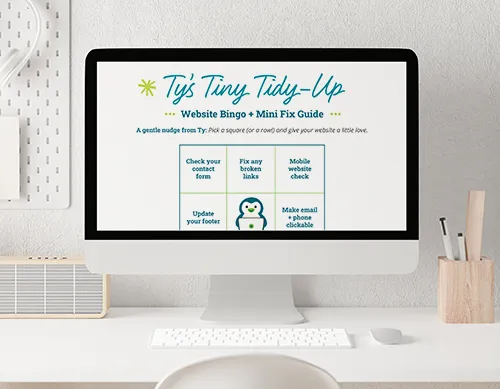 Ty's Tiny Tidy-Up
Website Bingo + Mini Fix Guide
A gentle nudge from Ty: Pick a square (or a row!) and give your website a little love.
Check your
contact
form
Fix any
broken
links
Mobile
website
check
Update
your footer
Make email
+ phone
clickable